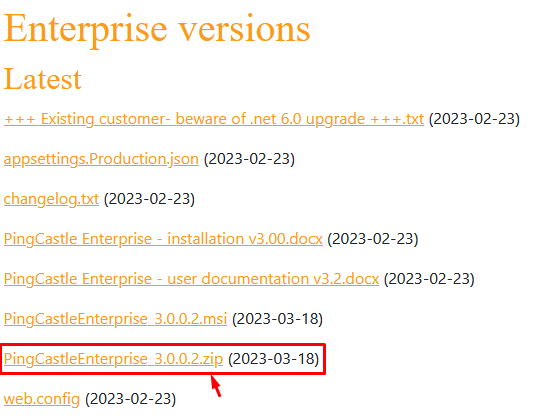 Enterprise versions
Latest
+++ Existing customer- beware of .net 6.0 upgrade +++.txt (2023-02-23)
appsettings.Production.json (2023-02-23)
changelog.txt (2023-02-23)
PingCastle Enterprise - installation v3.00.docx (2023-02-23)
PingCastle Enterprise - user documentation v3.2.docx (2023-02-23)
PingCastleEnterprise_3.0.0.2.msi (2023-03-18)
PingCastleEnterprise_3.0.0.2.zip (2023-03-18)
web.config (2023-02-23)